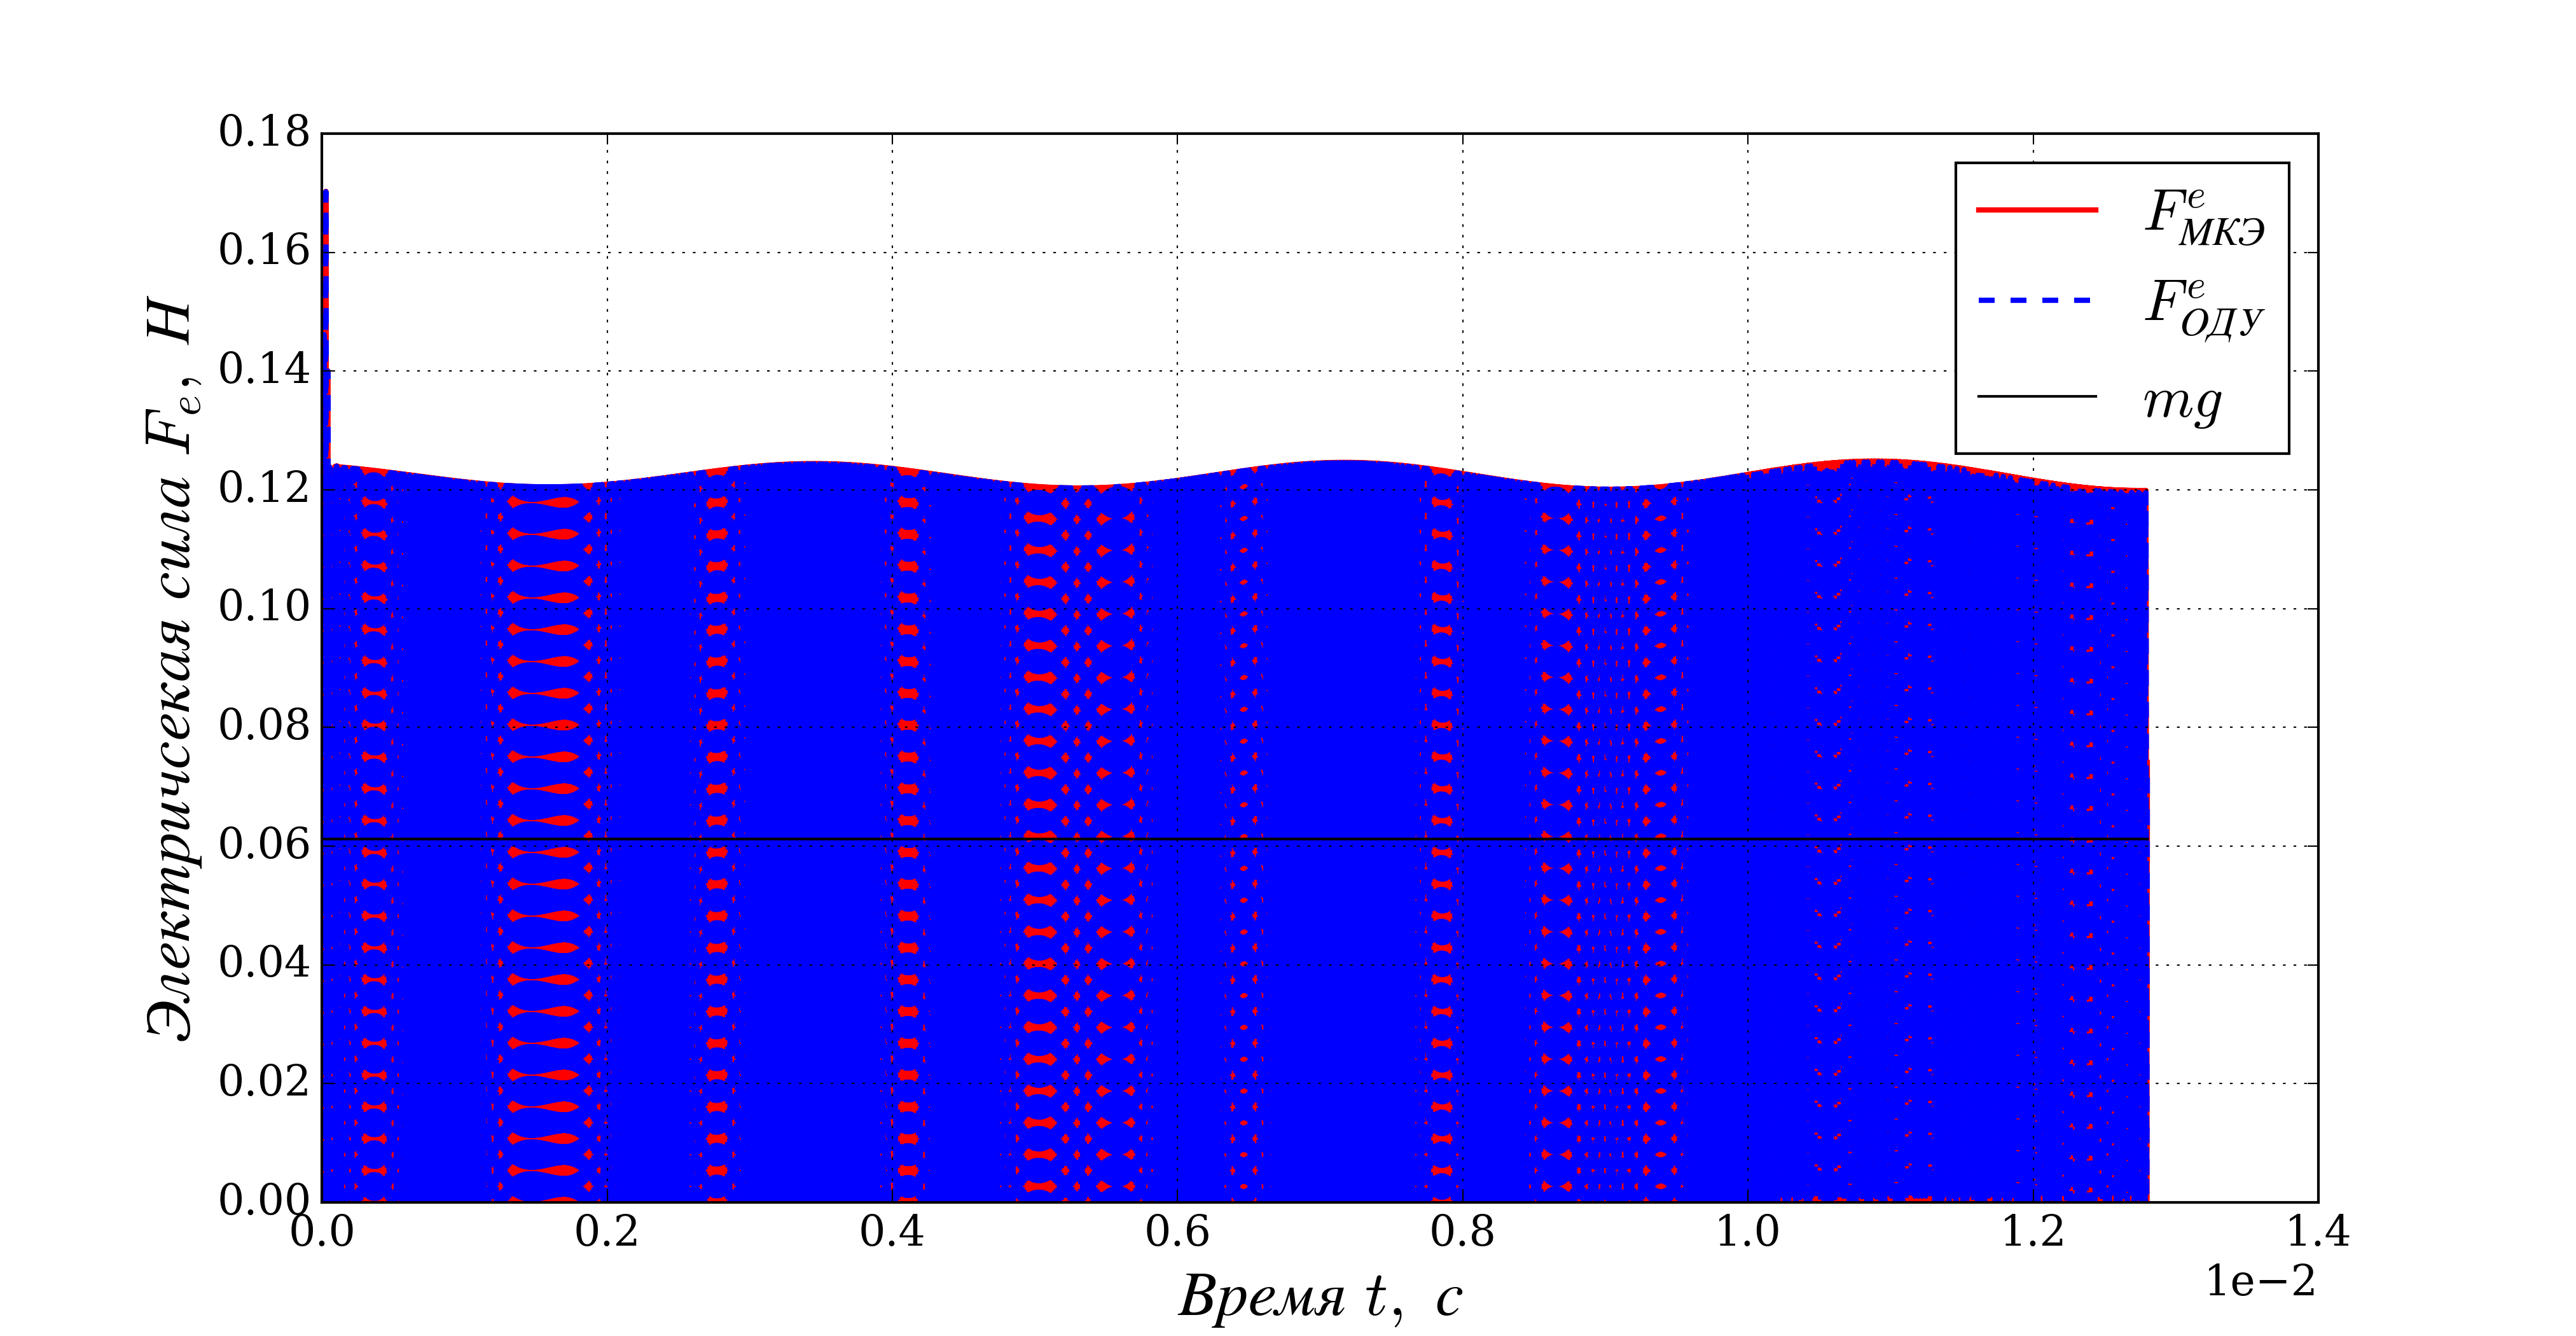 0.18
0.16
0.14
0.12
0.10
0.08
0.06
0.04
0.02
0.00
Электричсекая сила F_e, Н
F^e_{МКЭ}
F^e_{ОДУ}
mg
0.0 0.2 0.4 0.6 0.8 1.0 1.2 1.4
1e−2
Время t, с